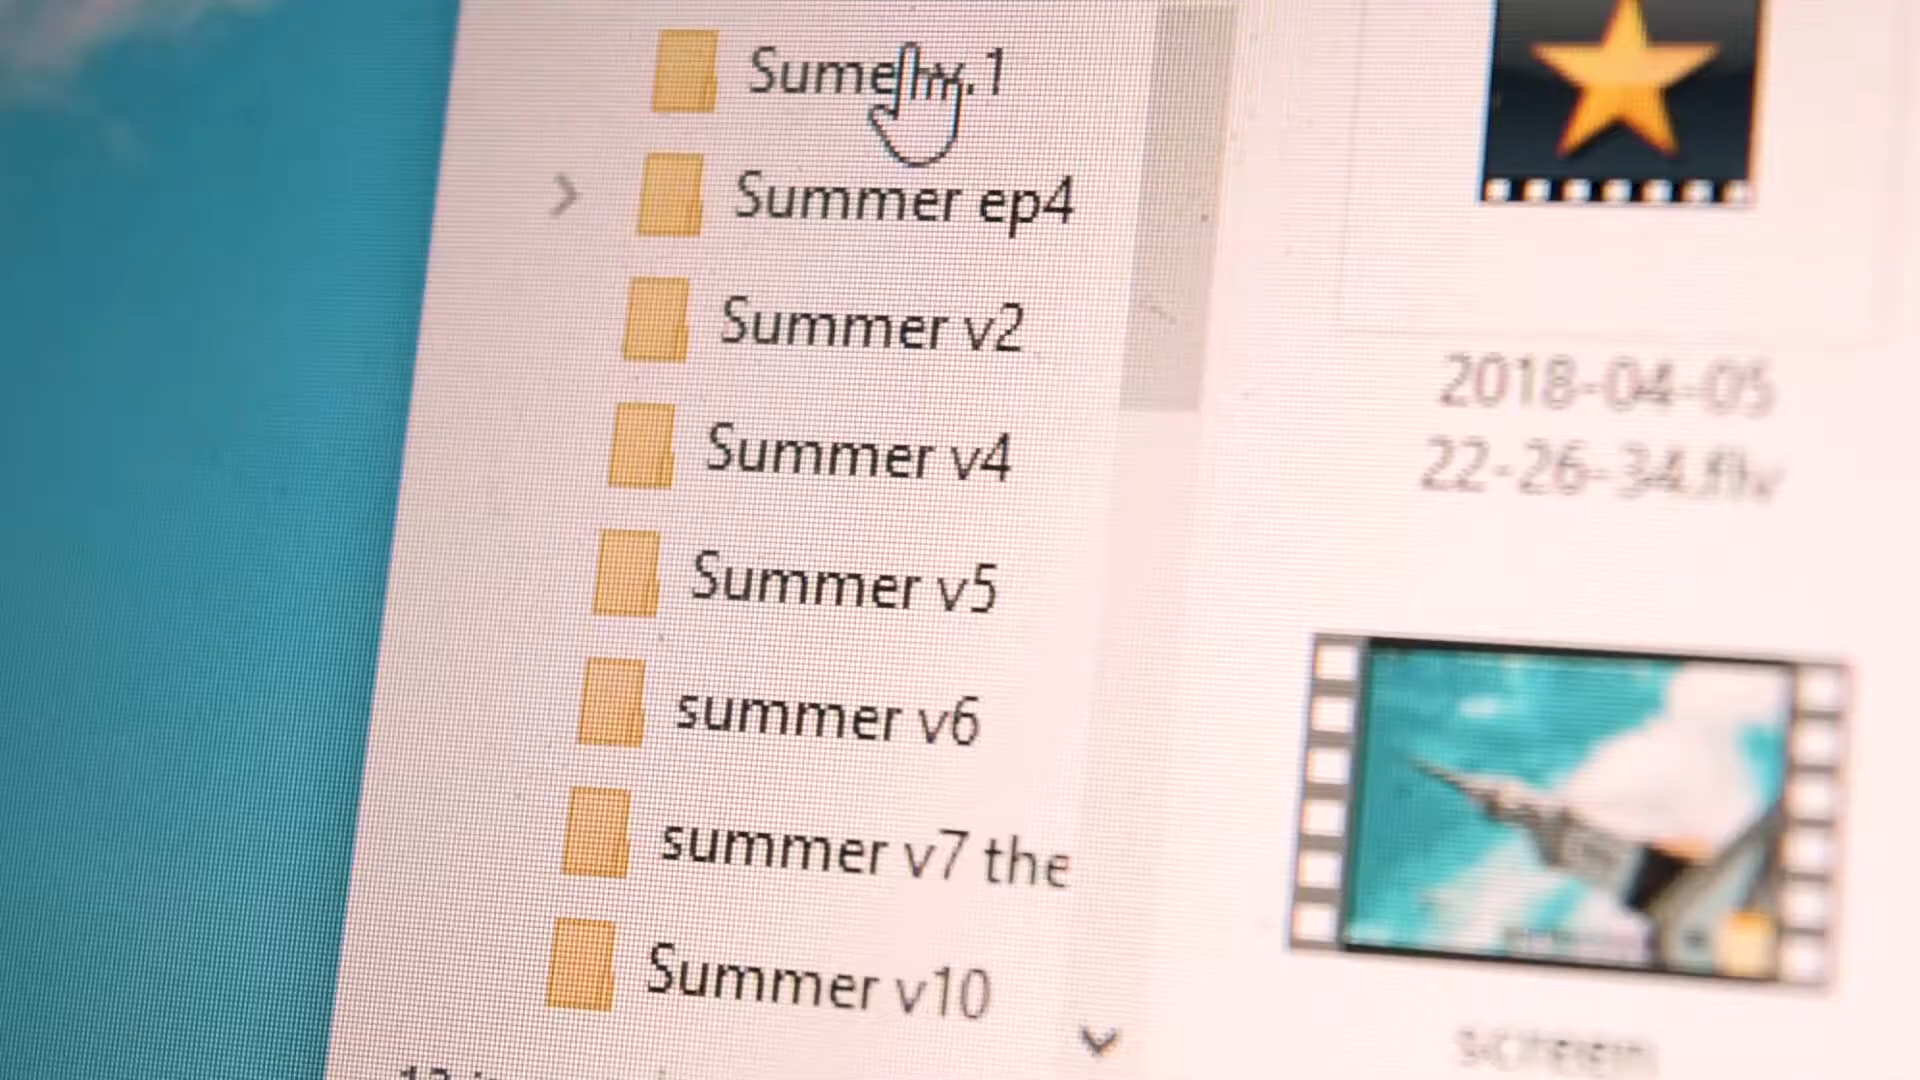 Summer ep4
Summer v2
Summer v4
Summer v5
summer v6
summer v7 the
Summer v10
2018-04-05
22-26-34.flv
screen